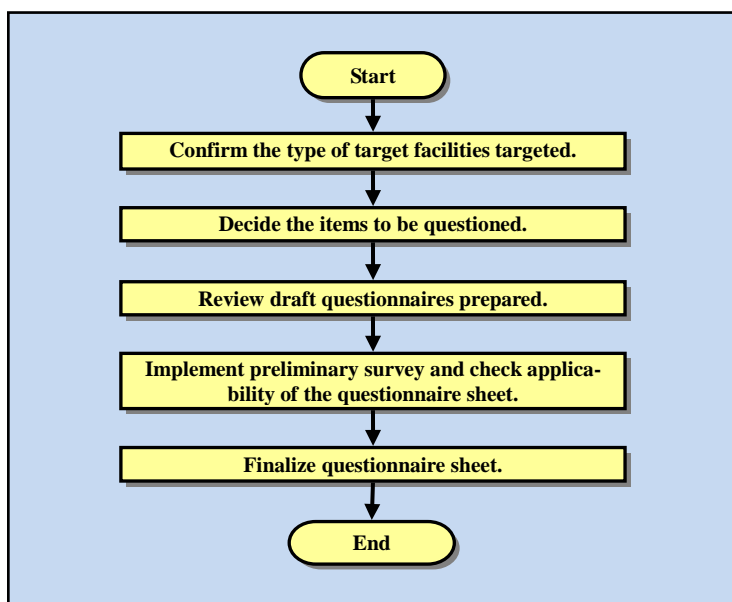 Start
Confirm the type of target facilities targeted.
Decide the items to be questioned.
Review draft questionnaires prepared.
Implement preliminary survey and check applica-
bility of the questionnaire sheet.
Finalize questionnaire sheet.
End